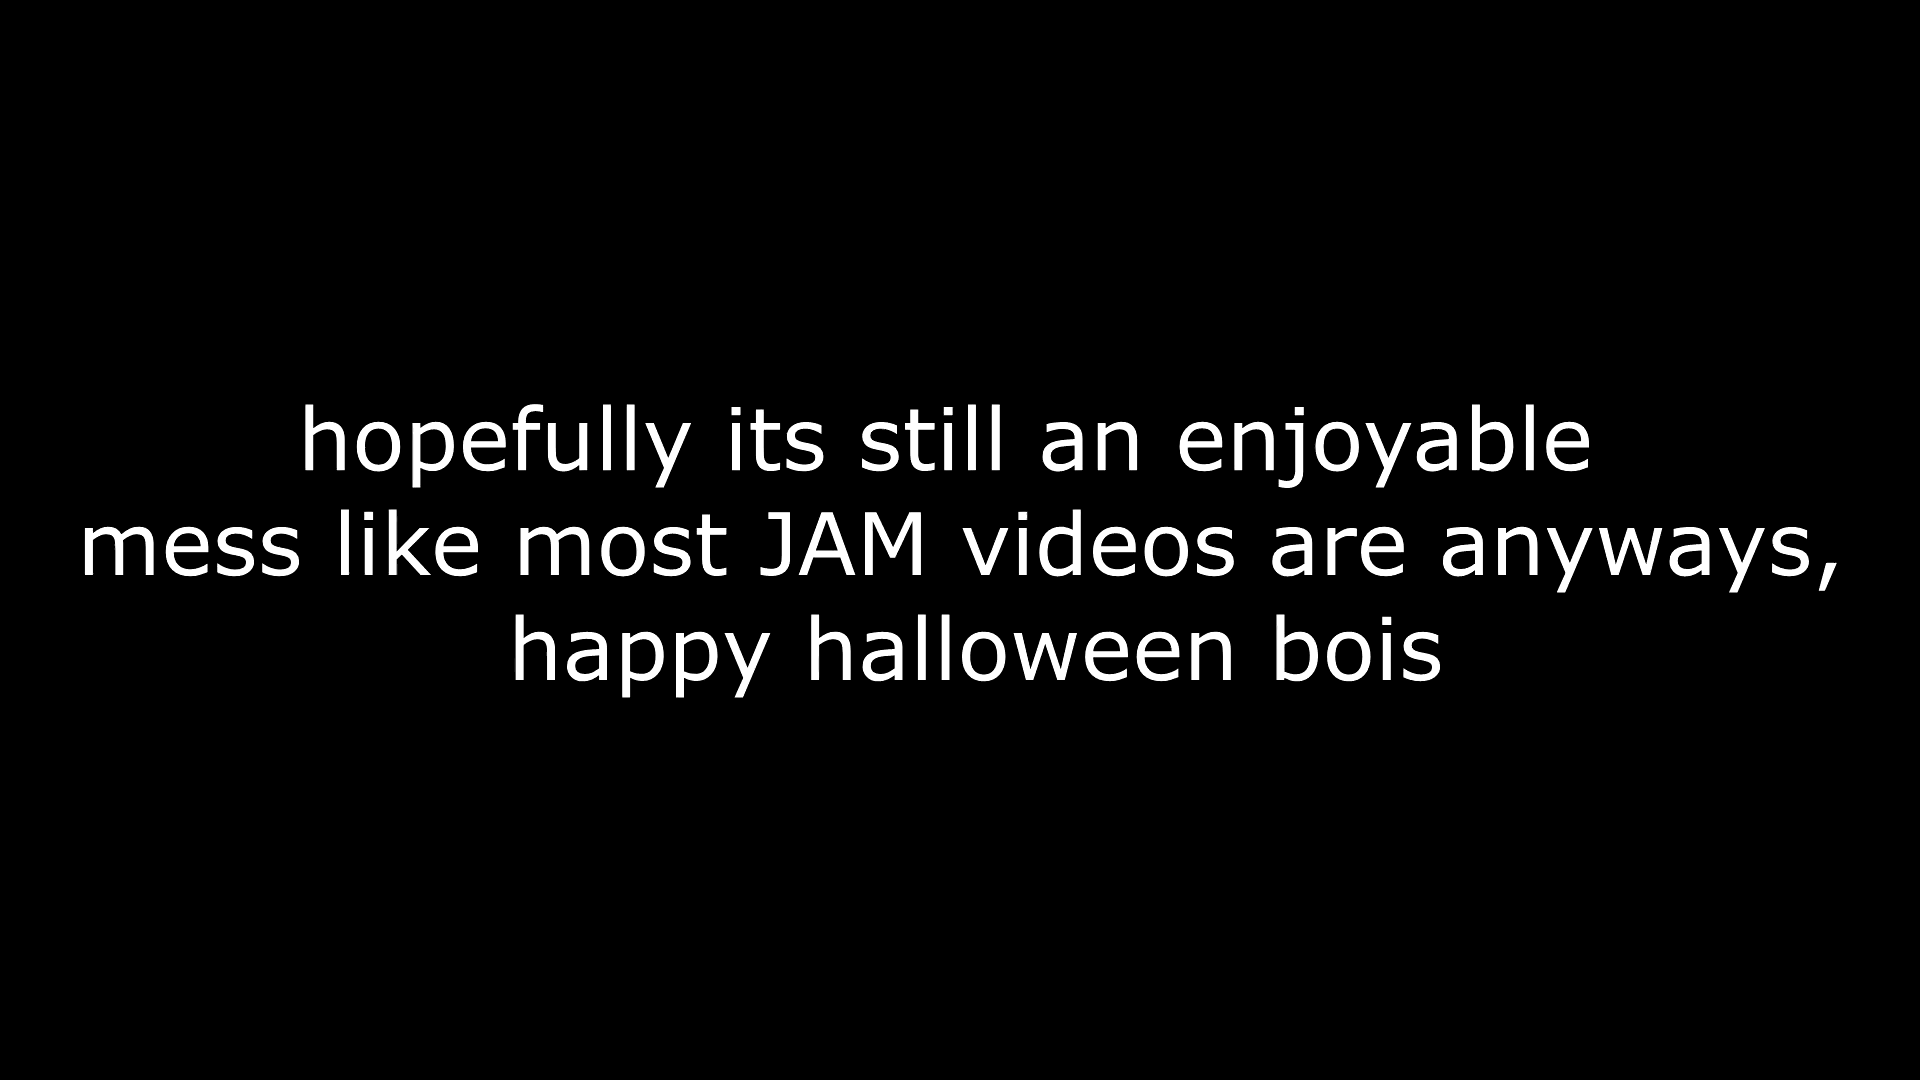 hopefully its still an enjoyable
mess like most JAM videos are anyways,
happy halloween bois